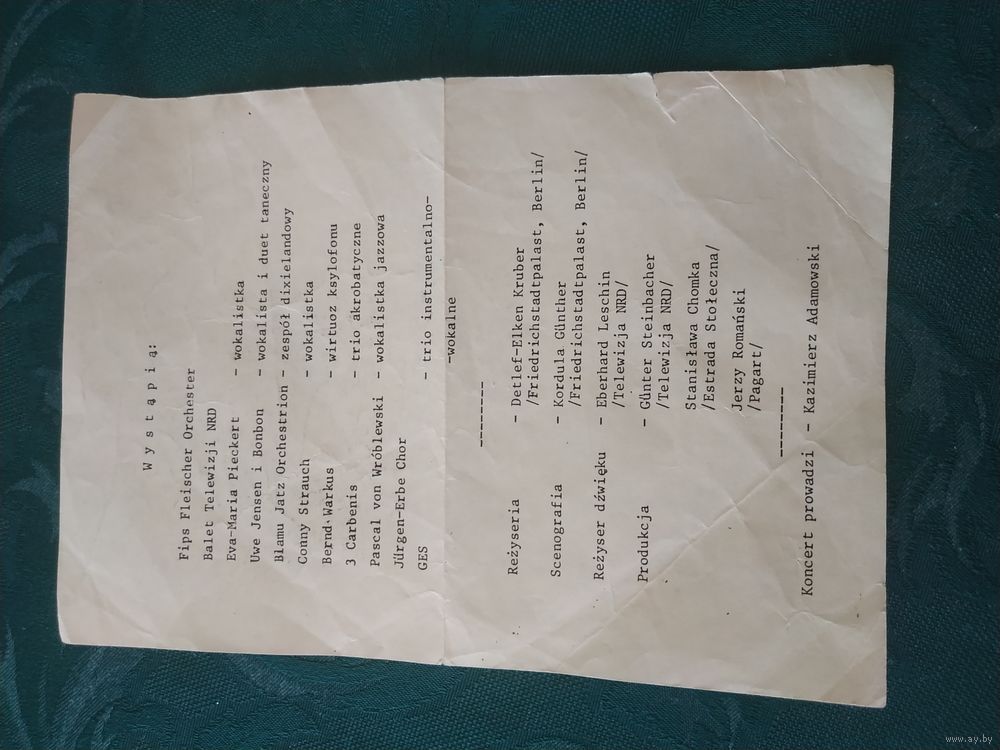 W y s t ą p i ą:
Fips Fleischer Orchester
Balet Telewizji NRD
Eva-Maria Pieckert - wokalistka
Uwe Jensen i Bonbon - wokalista i duet taneczny
Blamu Jatz Orchestrion - zespół dixielandowy
Conny Strauch - wokalistka
Bernd Warkus - wirtuoz ksylofonu
3 Carbenis - trio akrobatyczne
Pascal von Wróblewski - wokalistka jazzowa
Jürgen-Erbe Chor
GES - trio instrumentalno-
-wokalne
--------
Reżyseria - Detlef-Elken Kruber
/Friedrichstadtpalast, Berlin/
Scenografia - Kordula Günther
/Friedrichstadtpalast, Berlin/
Reżyser dźwięku - Eberhard Leschin
/Telewizja NRD/
Produkcja - Günter Steinbacher
/Telewizja NRD/
Stanisława Chomka
/Estrada Stołeczna/
Jerzy Romański
/Pagart/
--------
Koncert prowadzi - Kazimierz Adamowski
www.ay.by